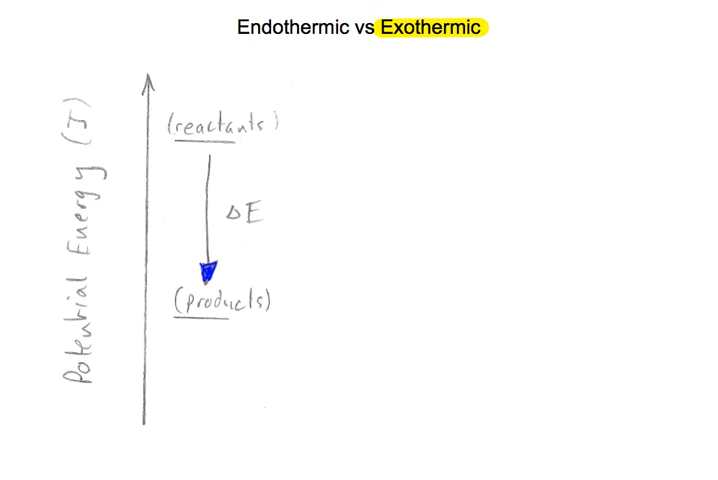 Endothermic vs Exothermic
Potential Energy (J)
(reactants)
ΔE
(products)